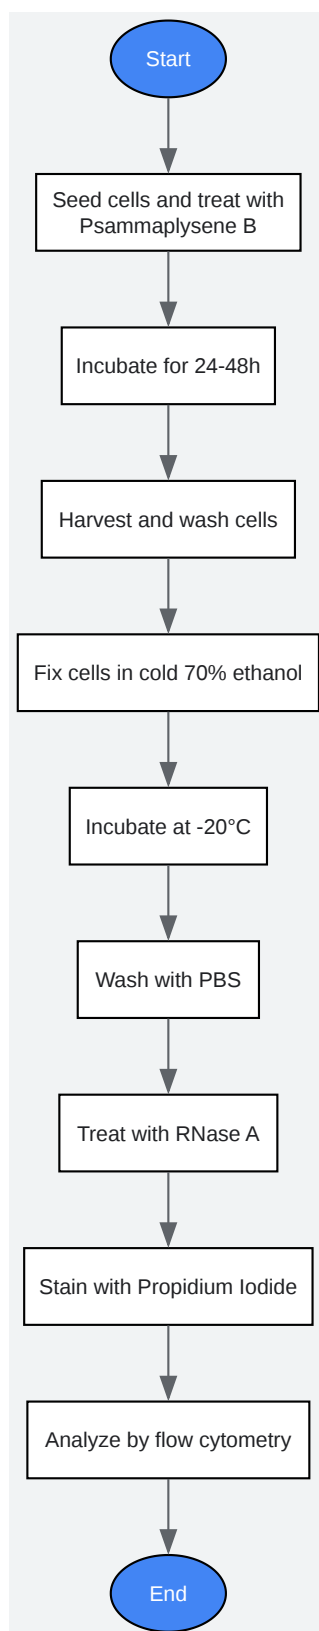 Start
Seed cells and treat with
Psammaplysene B
Incubate for 24-48h
Harvest and wash cells
Fix cells in cold 70% ethanol
Incubate at -20°C
Wash with PBS
Treat with RNase A
Stain with Propidium Iodide
Analyze by flow cytometry
End